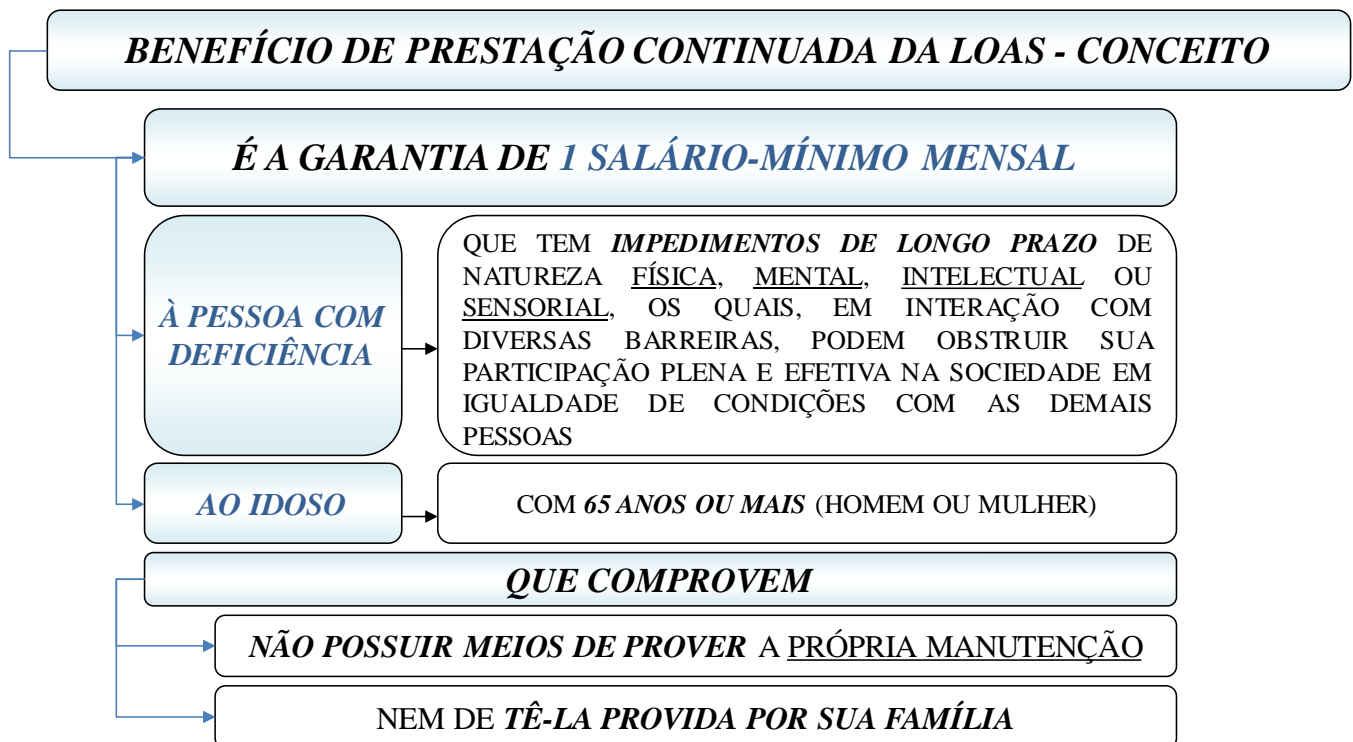 BENEFÍCIO DE PRESTAÇÃO CONTINUADA DA LOAS - CONCEITO
É A GARANTIA DE 1 SALÁRIO-MÍNIMO MENSAL
À PESSOA COM
DEFICIÊNCIA
QUE TEM IMPEDIMENTOS DE LONGO PRAZO DE
NATUREZA FÍSICA, MENTAL, INTELECTUAL OU
SENSORIAL, OS QUAIS, EM INTERAÇÃO COM
DIVERSAS BARREIRAS, PODEM OBSTRUIR SUA
PARTICIPAÇÃO PLENA E EFETIVA NA SOCIEDADE EM
IGUALDADE DE CONDIÇÕES COM AS DEMAIS
PESSOAS
AO IDOSO
COM 65 ANOS OU MAIS (HOMEM OU MULHER)
QUE COMPROVEM
NÃO POSSUIR MEIOS DE PROVER A PRÓPRIA MANUTENÇÃO
NEM DE TÊ-LA PROVIDA POR SUA FAMÍLIA